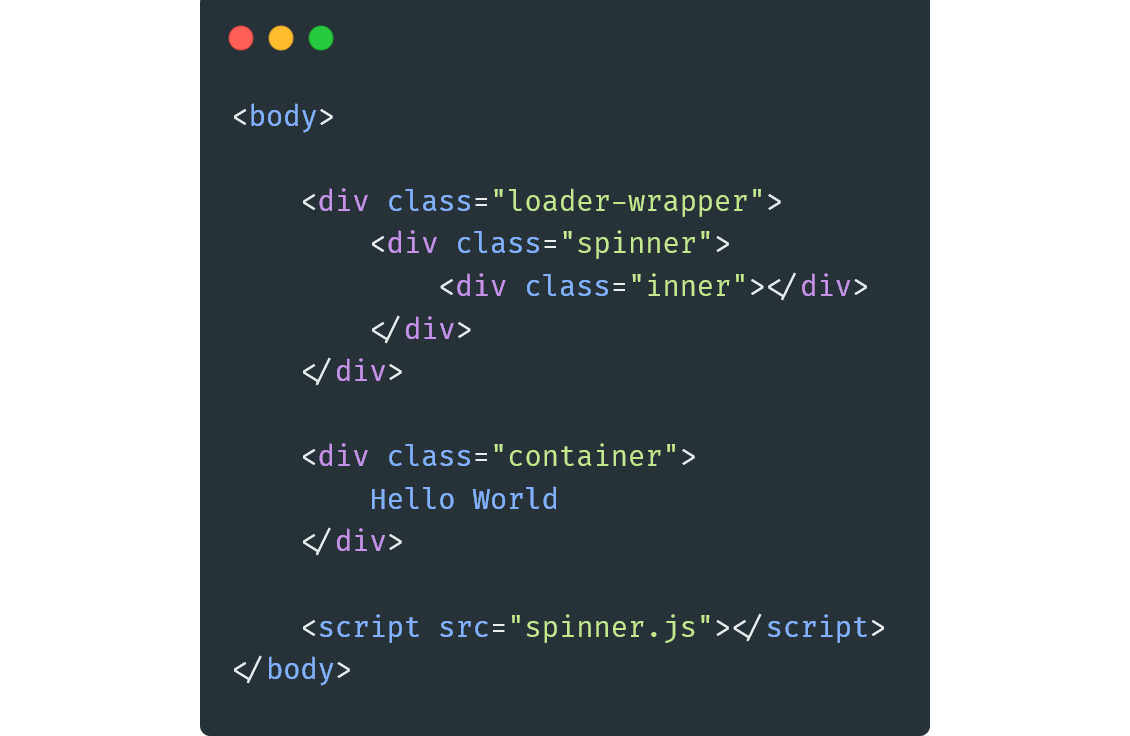 <body>
    <div class="loader-wrapper">
        <div class="spinner">
            <div class="inner"></div>
        </div>
    </div>
    <div class="container">
        Hello World
    </div>
    <script src="spinner.js"></script>
</body>